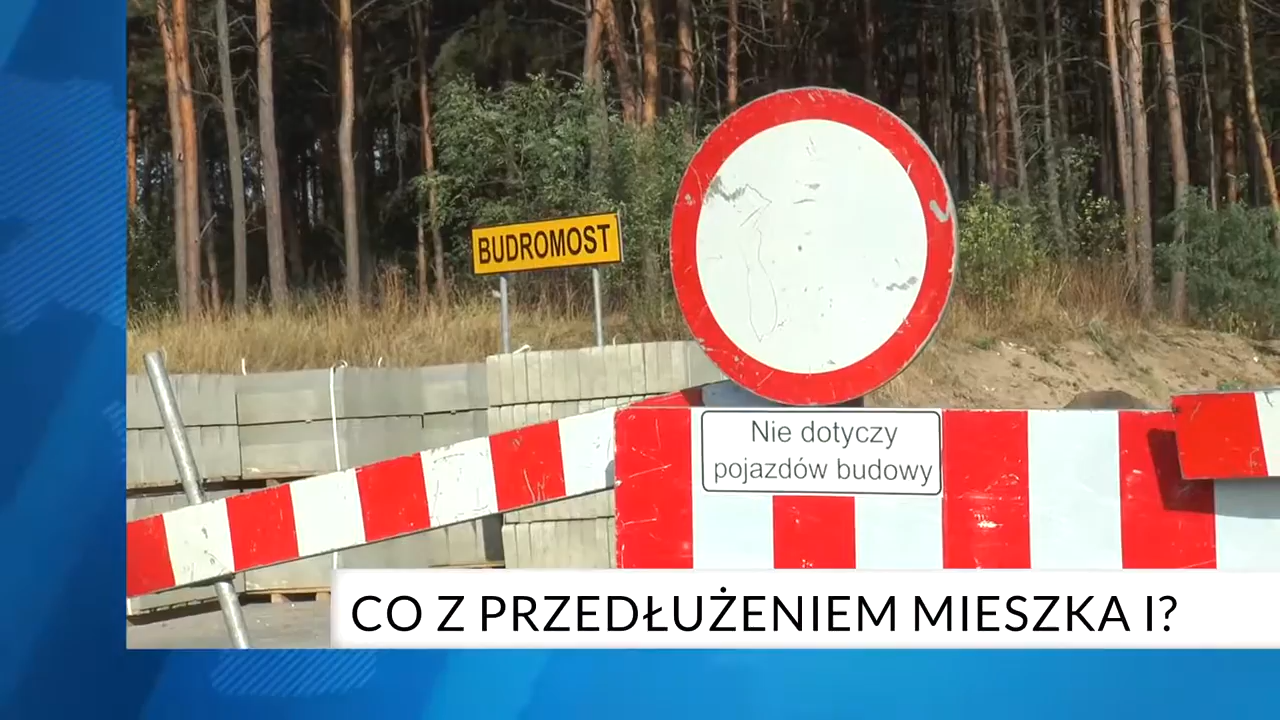 BUDROMOST
Nie dotyczy
pojazdów budowy
CO Z PRZEDŁUŻENIEM MIESZKA I?